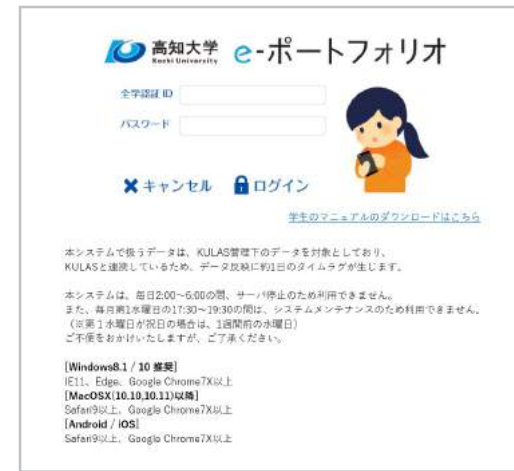 高知大学
Kochi University
e-ポートフォリオ
全学認証 ID
パスワード
キャンセル
ログイン
学生のマニュアルのダウンロードはこちら
本システムで扱うデータは、KULAS管理下のデータを対象としており、
KULASと連携しているため、データ反映に約1日のタイムラグが生じます。
本システムは、毎日2:00～6:00の間、サーバ停止のため利用できません。
また、毎月第1水曜日の17:30～19:30の間は、システムメンテナンスのため利用できません。
（※第１水曜日が祝日の場合は、1週間前の水曜日）
ご不便をおかけいたしますが、ご了承ください。
[Windows8.1 / 10 推奨]
IE11、Edge、Google Chrome7X以上
[MacOSX(10.10,10.11)以降]
Safari9以上、Google Chrome7X以上
[Android / iOS]
Safari9以上、Google Chrome7X以上